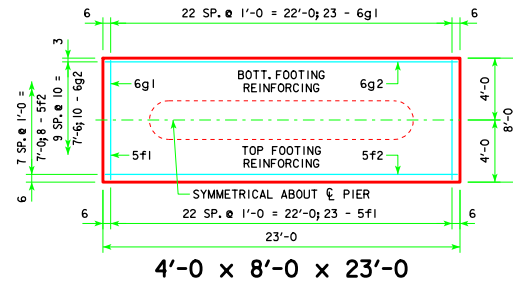 6 22 SP. @ 1'-0 = 22'-0; 23 - 6g1 6
3
6g1 BOTT. FOOTING REINFORCING 6g2
9 SP. @ 10 = 7'-6; 10 - 6g2
7 SP. @ 1'-0 = 7'-0; 8 - 5f2
6
4'-0
4'-0
8'-0
5f1 TOP FOOTING REINFORCING 5f2
SYMMETRICAL ABOUT ℄ PIER
6 22 SP. @ 1'-0 = 22'-0; 23 - 5f1 6
23'-0
4'-0 x 8'-0 x 23'-0